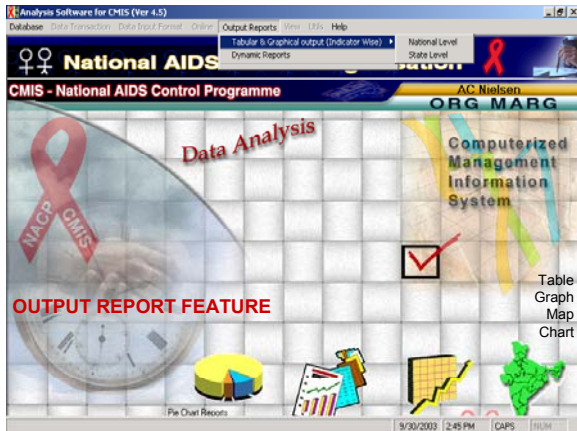 Analysis Software for CMIS (Ver 4.5)
Database Data Transaction Data Input Format Online Output Reports View Utils Help
Tabular & Graphical output (Indicator Wise)
Dynamic Reports
National Level
State Level
National AIDS
CMIS - National AIDS Control Programme
AC Nielsen
ORG MARG
Data Analysis
Computerized
Management
Information
System
NACP
CMIS
Table
Graph
Map
Chart
OUTPUT REPORT FEATURE
Pie Chart Reports
9/30/2003 2:45 PM CAPS NUM